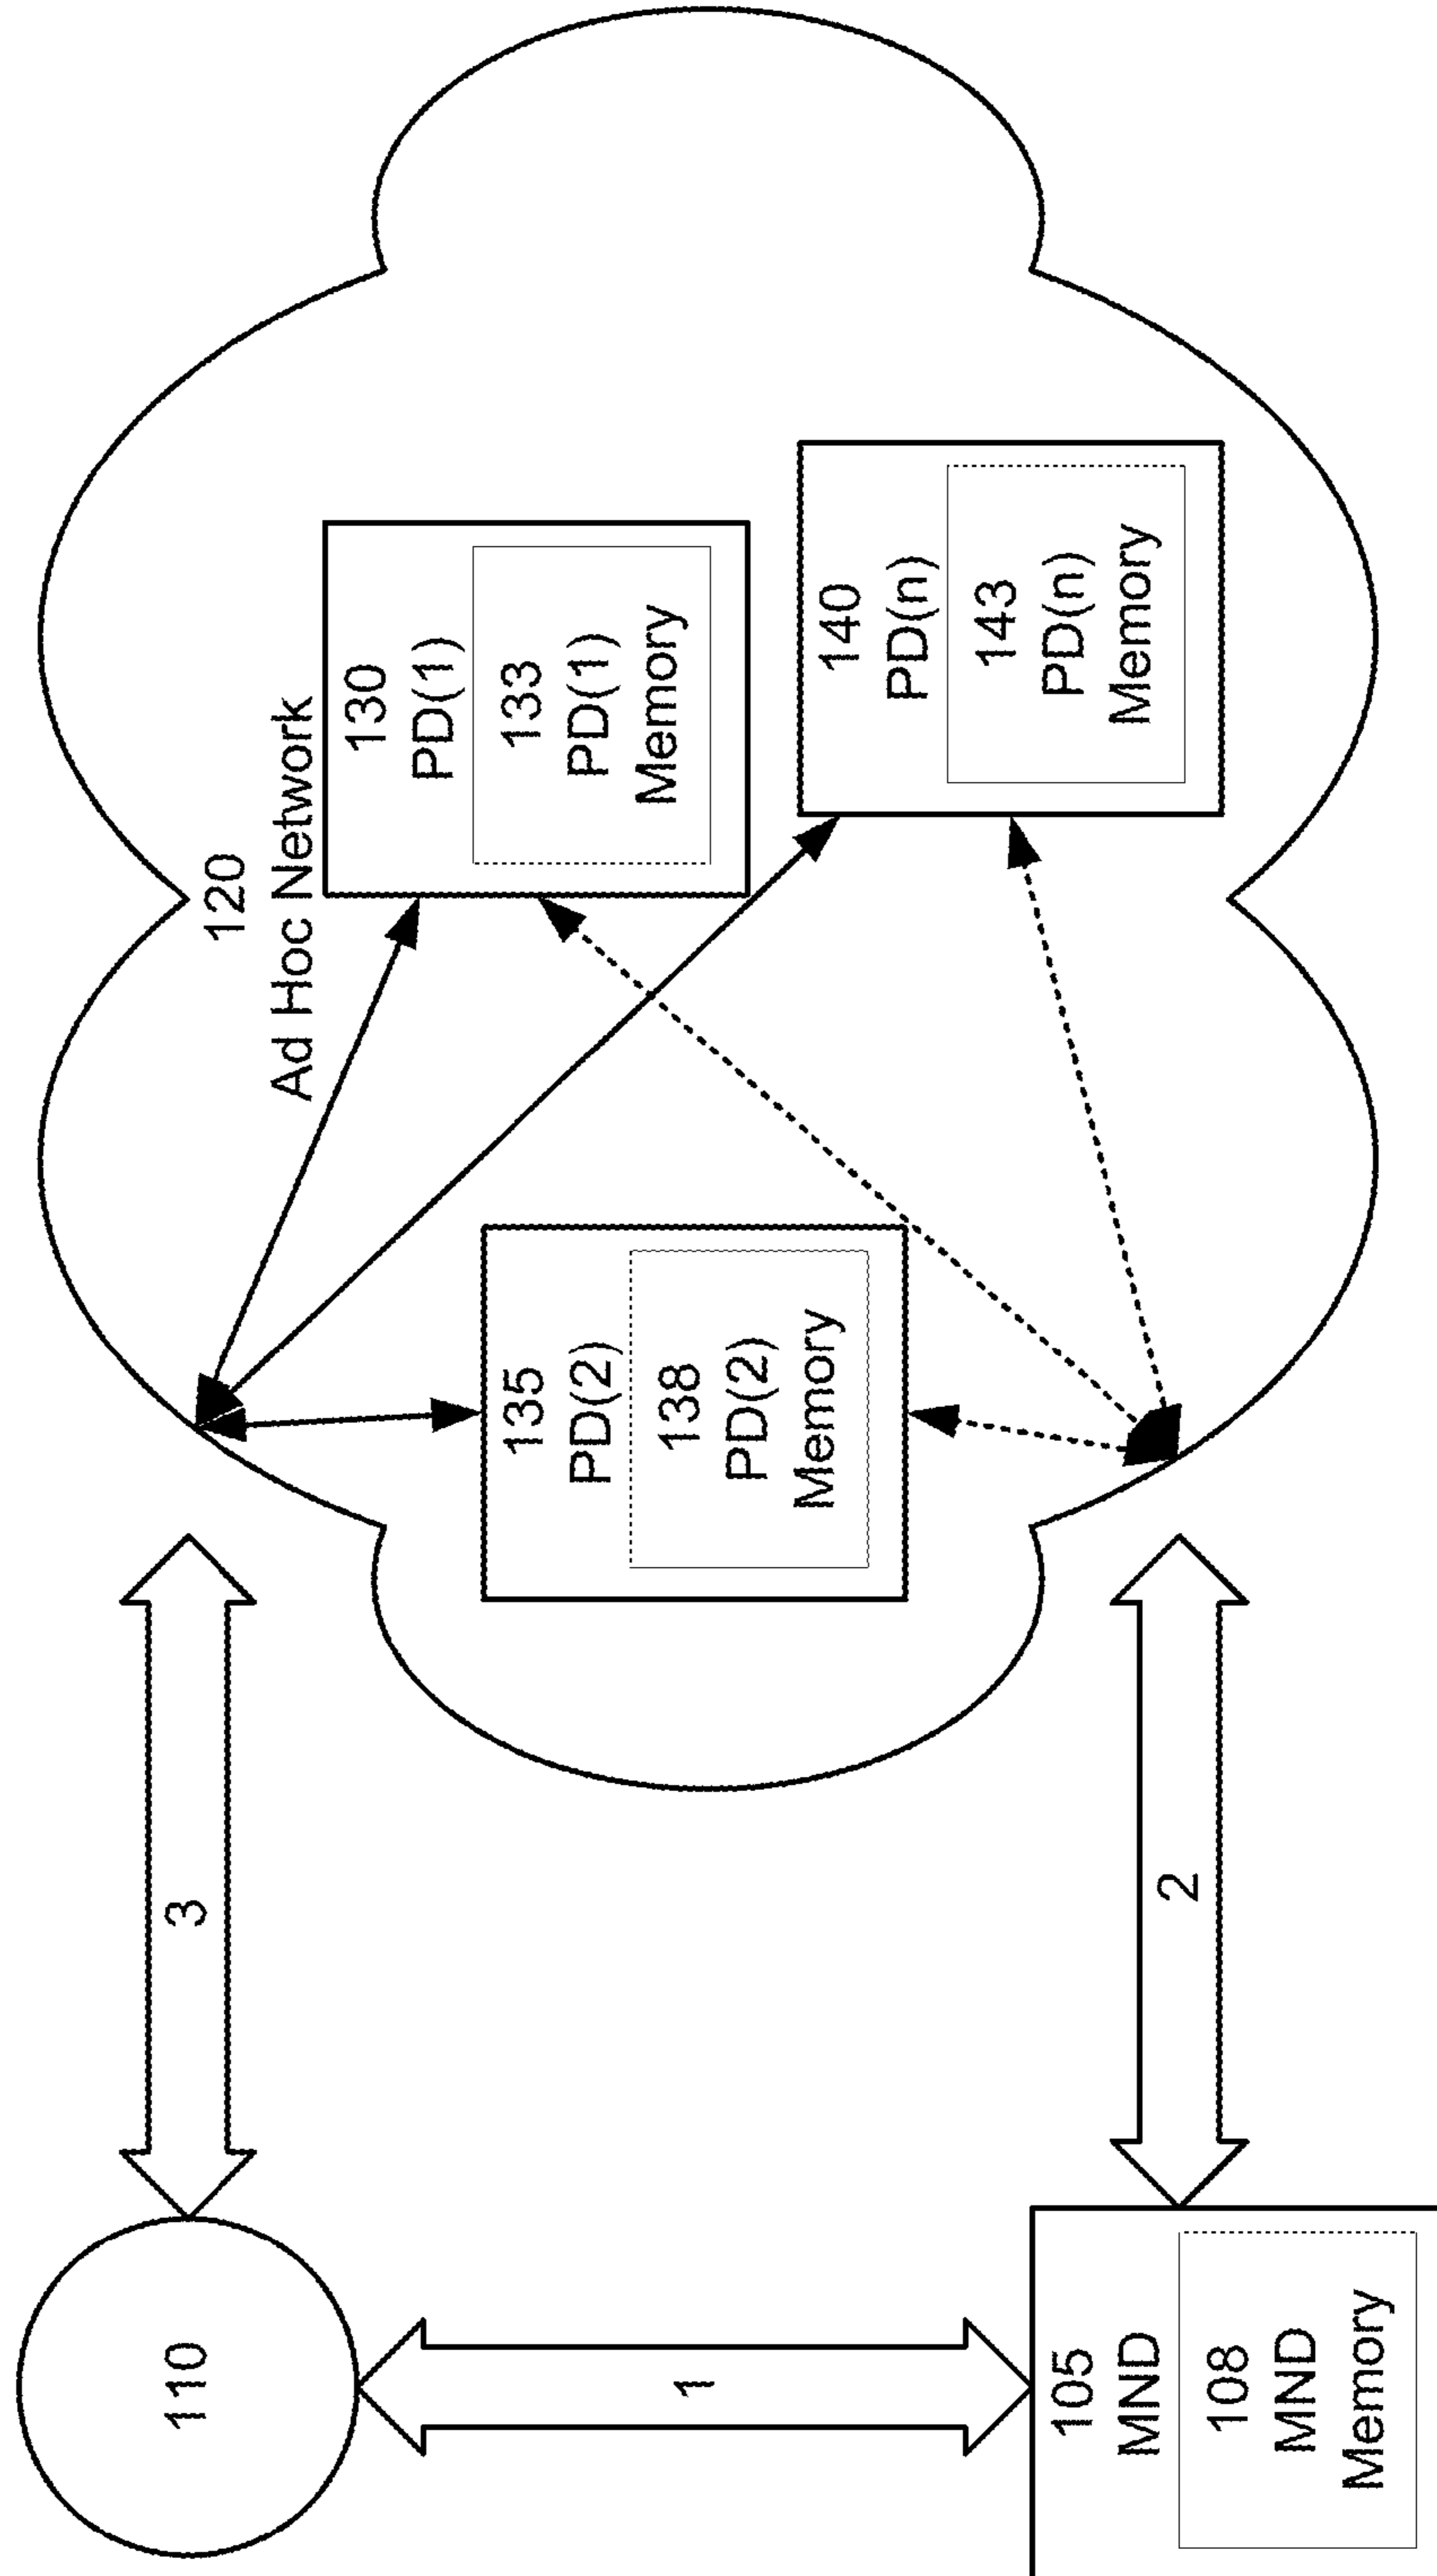 110
3
1
105
MND
108
MND
Memory
2
120
Ad Hoc Network
135
PD(2)
138
PD(2)
Memory
130
PD(1)
133
PD(1)
Memory
140
PD(n)
143
PD(n)
Memory